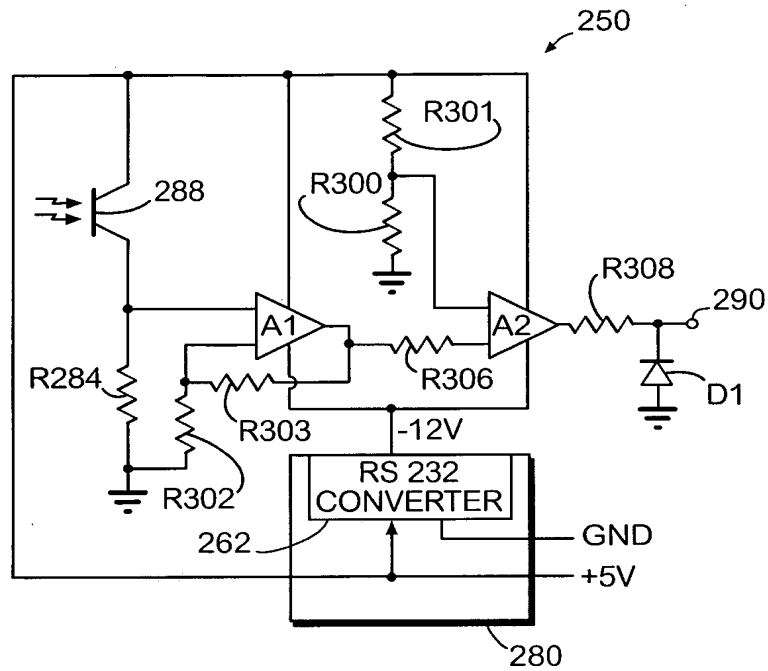 250
R301
R300
288
R308
290
A1
A2
R284
R306
D1
R303
-12V
R302
RS 232
CONVERTER
262
GND
+5V
280